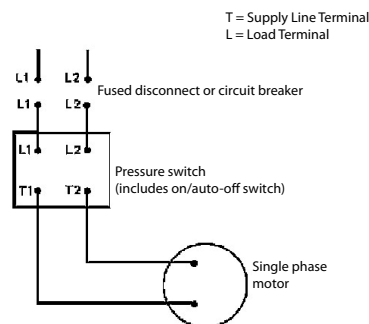 T = Supply Line Terminal
L = Load Terminal
L1 L2
Fused disconnect or circuit breaker
L1 L2
L1 L2
Pressure switch
(includes on/auto-off switch)
T1 T2
Single phase
motor